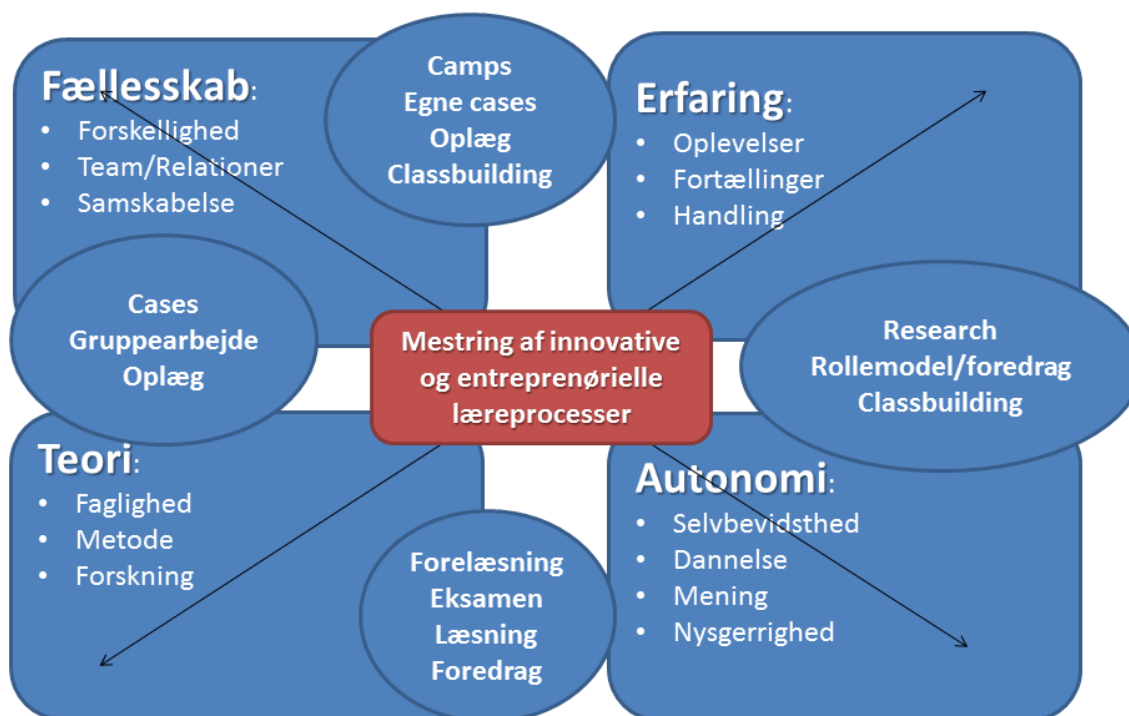 Fællesskab:
• Forskellighed
• Team/Relationer
• Samskabelse
Camps
Egne cases
Oplæg
Classbuilding
Erfaring:
• Oplevelser
• Fortællinger
• Handling
Cases
Gruppearbejde
Oplæg
Mestring af innovative
og entreprenørielle
læreprocesser
Research
Rollemodel/foredrag
Classbuilding
Teori:
• Faglighed
• Metode
• Forskning
Forelæsning
Eksamen
Læsning
Foredrag
Autonomi:
• Selvbevidsthed
• Dannelse
• Mening
• Nysgerrighed